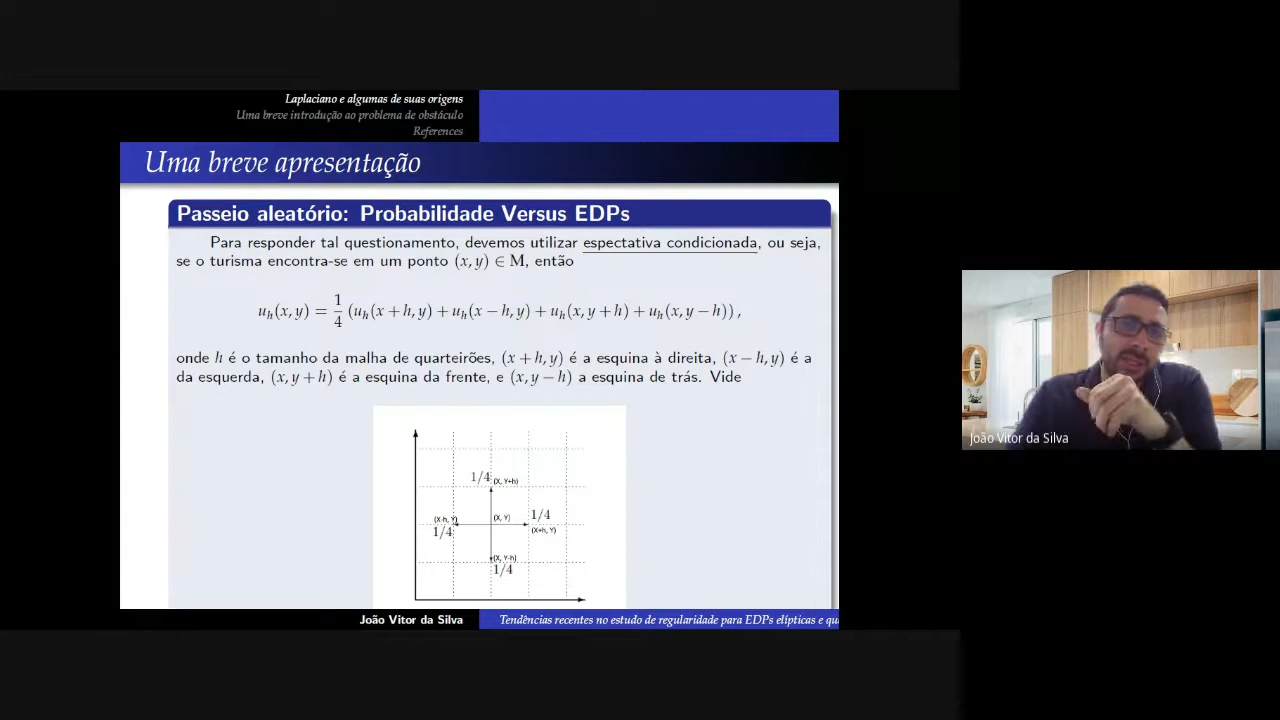 Laplaciano e algumas de suas origens
Uma breve introdução ao problema de obstáculo
References
Uma breve apresentação
Passeio aleatório: Probabilidade Versus EDPs
Para responder tal questionamento, devemos utilizar espectativa condicionada, ou seja,
se o turisma encontra-se em um ponto (x, y) ∈ M, então
u_h(x, y) = 1/4 (u_h(x + h, y) + u_h(x − h, y) + u_h(x, y + h) + u_h(x, y − h)),
onde h é o tamanho da malha de quarteirões, (x + h, y) é a esquina à direita, (x − h, y) é a
da esquerda, (x, y + h) é a esquina da frente, e (x, y − h) a esquina de trás. Vide
1/4 (X, Y+h)
(X-h, Y) (X, Y) 1/4
1/4 (X+h, Y)
(X, Y-h)
1/4
João Vitor da Silva
Tendências recentes no estudo de regularidade para EDPs elípticas e
João Vitor da Silva